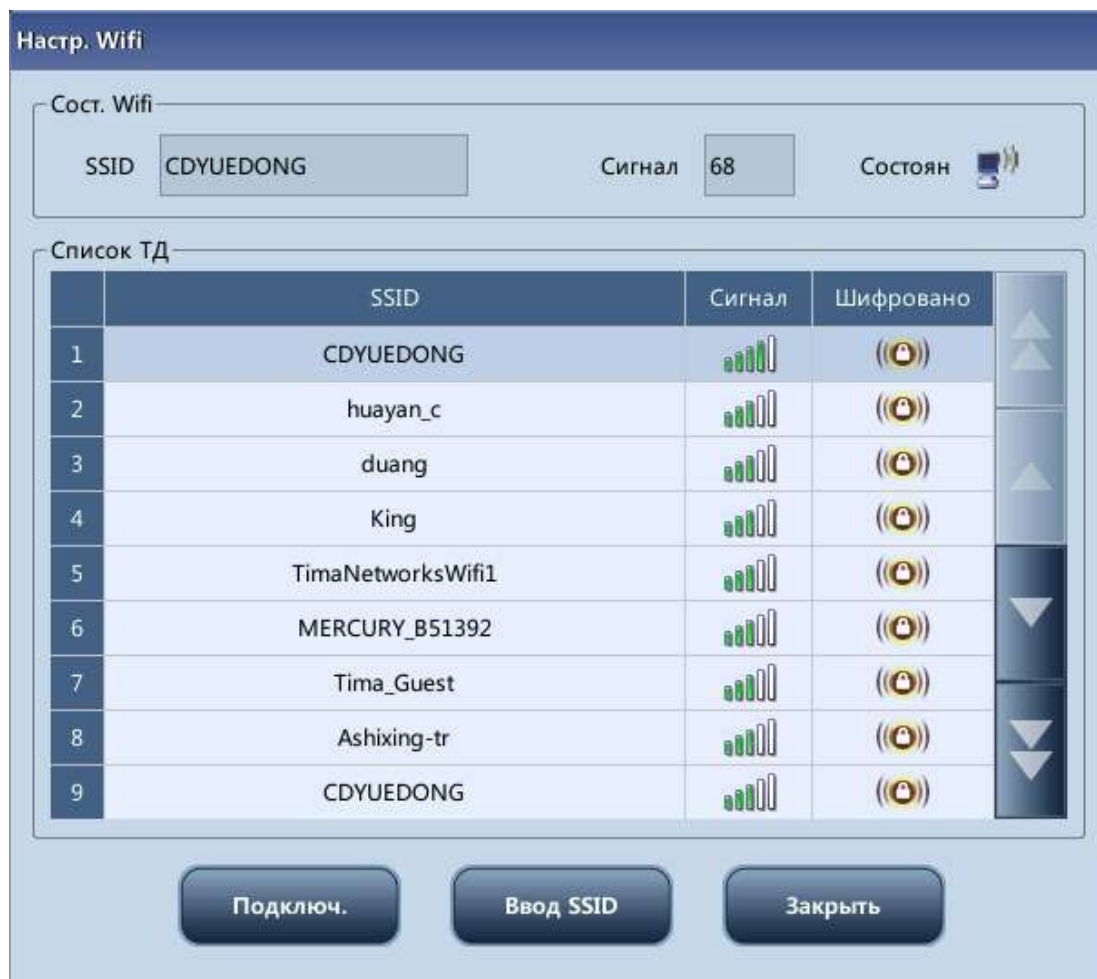 Настр. Wifi
Сост. Wifi
SSID CDYUEDONG Сигнал 68 Состоян
Список ТД
SSID Сигнал Шифровано
1 CDYUEDONG
2 huayan_c
3 duang
4 King
5 TimaNetworksWifi1
6 MERCURY_B51392
7 Tima_Guest
8 Ashixing-tr
9 CDYUEDONG
Подключ. Ввод SSID Закрыть